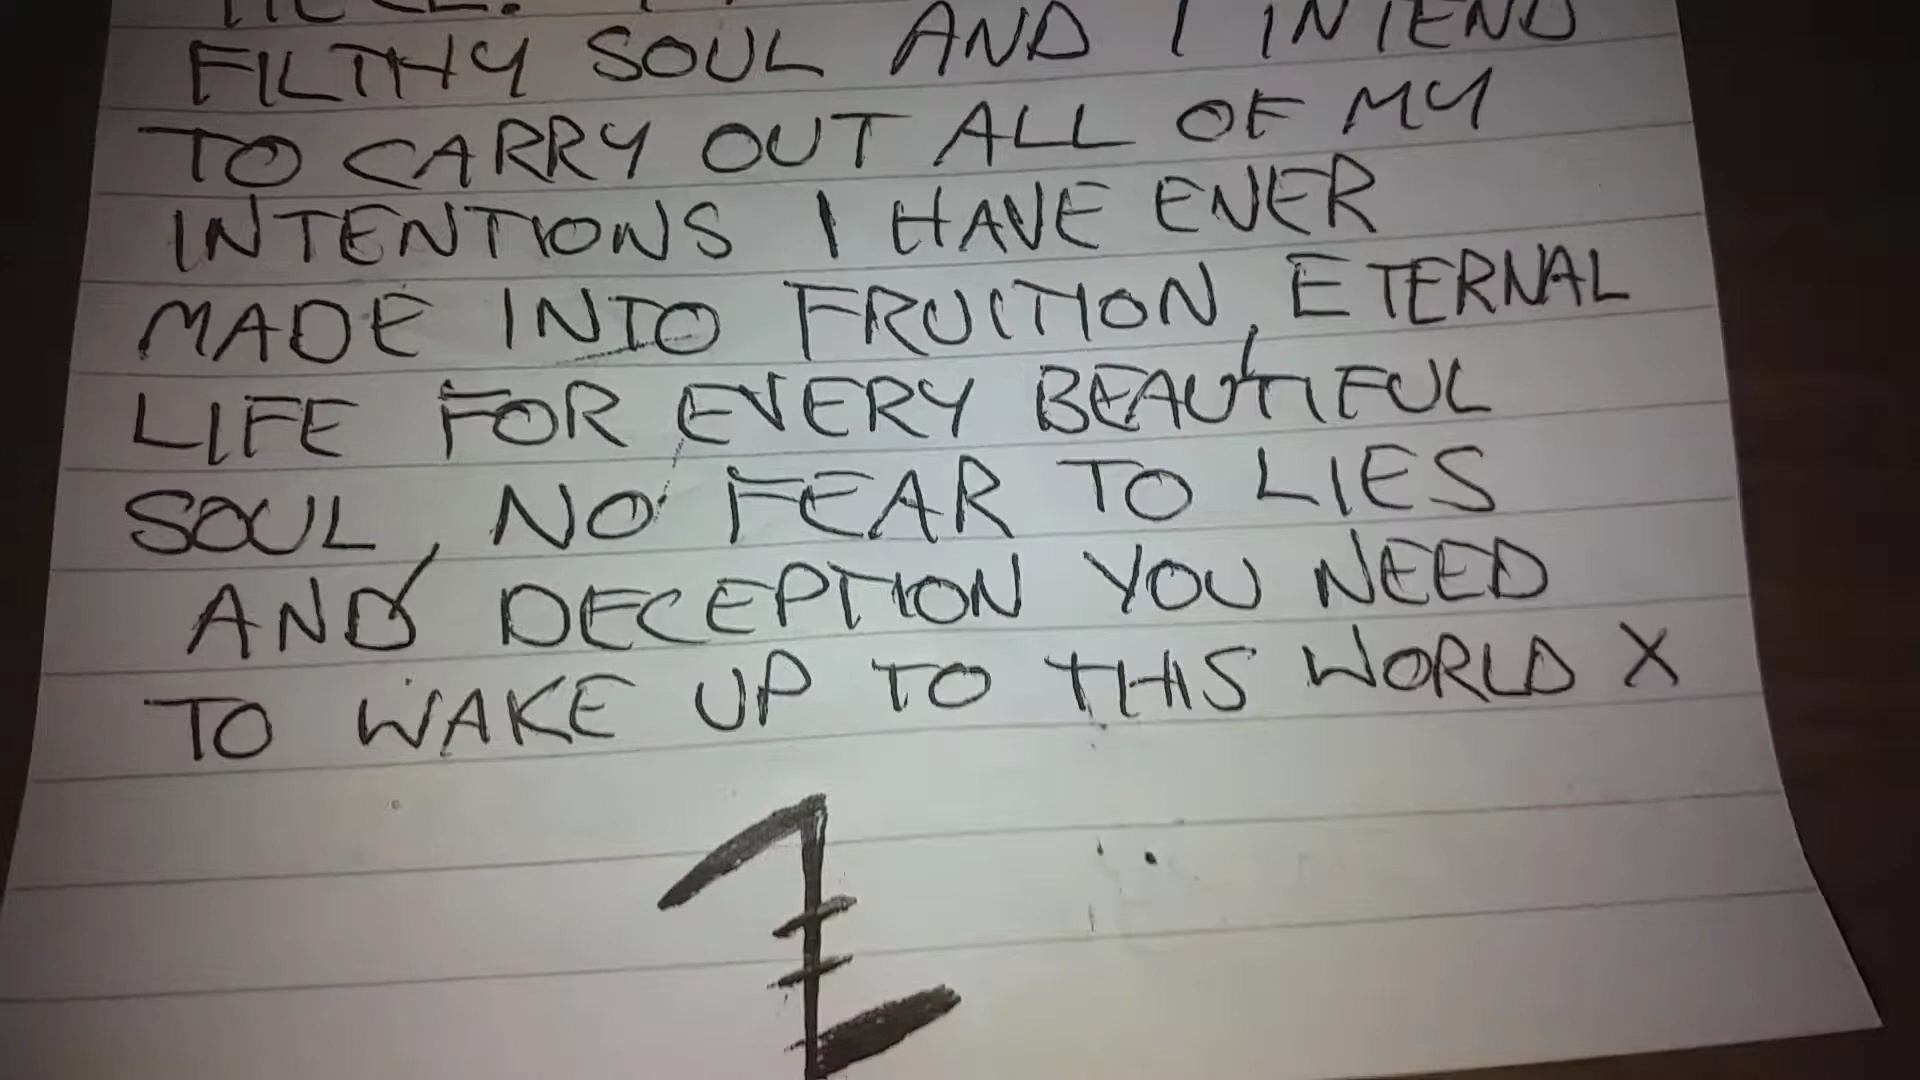 FILTHY SOUL AND I INTEND
TO CARRY OUT ALL OF MY
INTENTIONS I HAVE EVER
MADE INTO FRUITION, ETERNAL
LIFE FOR EVERY BEAUTIFUL
SOUL, NO FEAR TO LIES
AND DECEPTION YOU NEED
TO WAKE UP TO THIS WORLD X